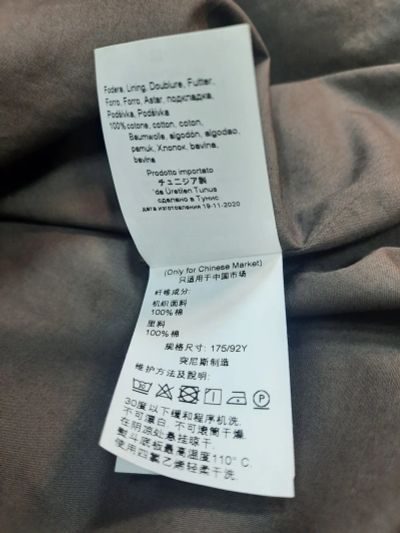 Fodera, Lining, Doublure, Futter,
Forro, Forro, Astar, подкладка,
Podšívka, Podšívka
100% cotone, cotton, coton,
Baumwolle, algodón, algodao,
pamuk, Хлопок, bavlna,
bavlna
Prodotto importato
チュニジア製
'de Üretilen Tunus
сделано в Тунис
дата изготовления 19-11-2020
(Only for Chinese Market)
只适用于中国市场
纤维成分:
机织面料
100% 棉
里料
100% 棉
规格尺寸: 175/92Y
突尼斯制造
维护方法及说明:
30度以下缓和程序机洗.
不可漂白. 不可滚筒干燥.
在阴凉处悬挂晾干.
熨斗底板最高温度110° C.
使用四氯乙烯轻柔干洗.